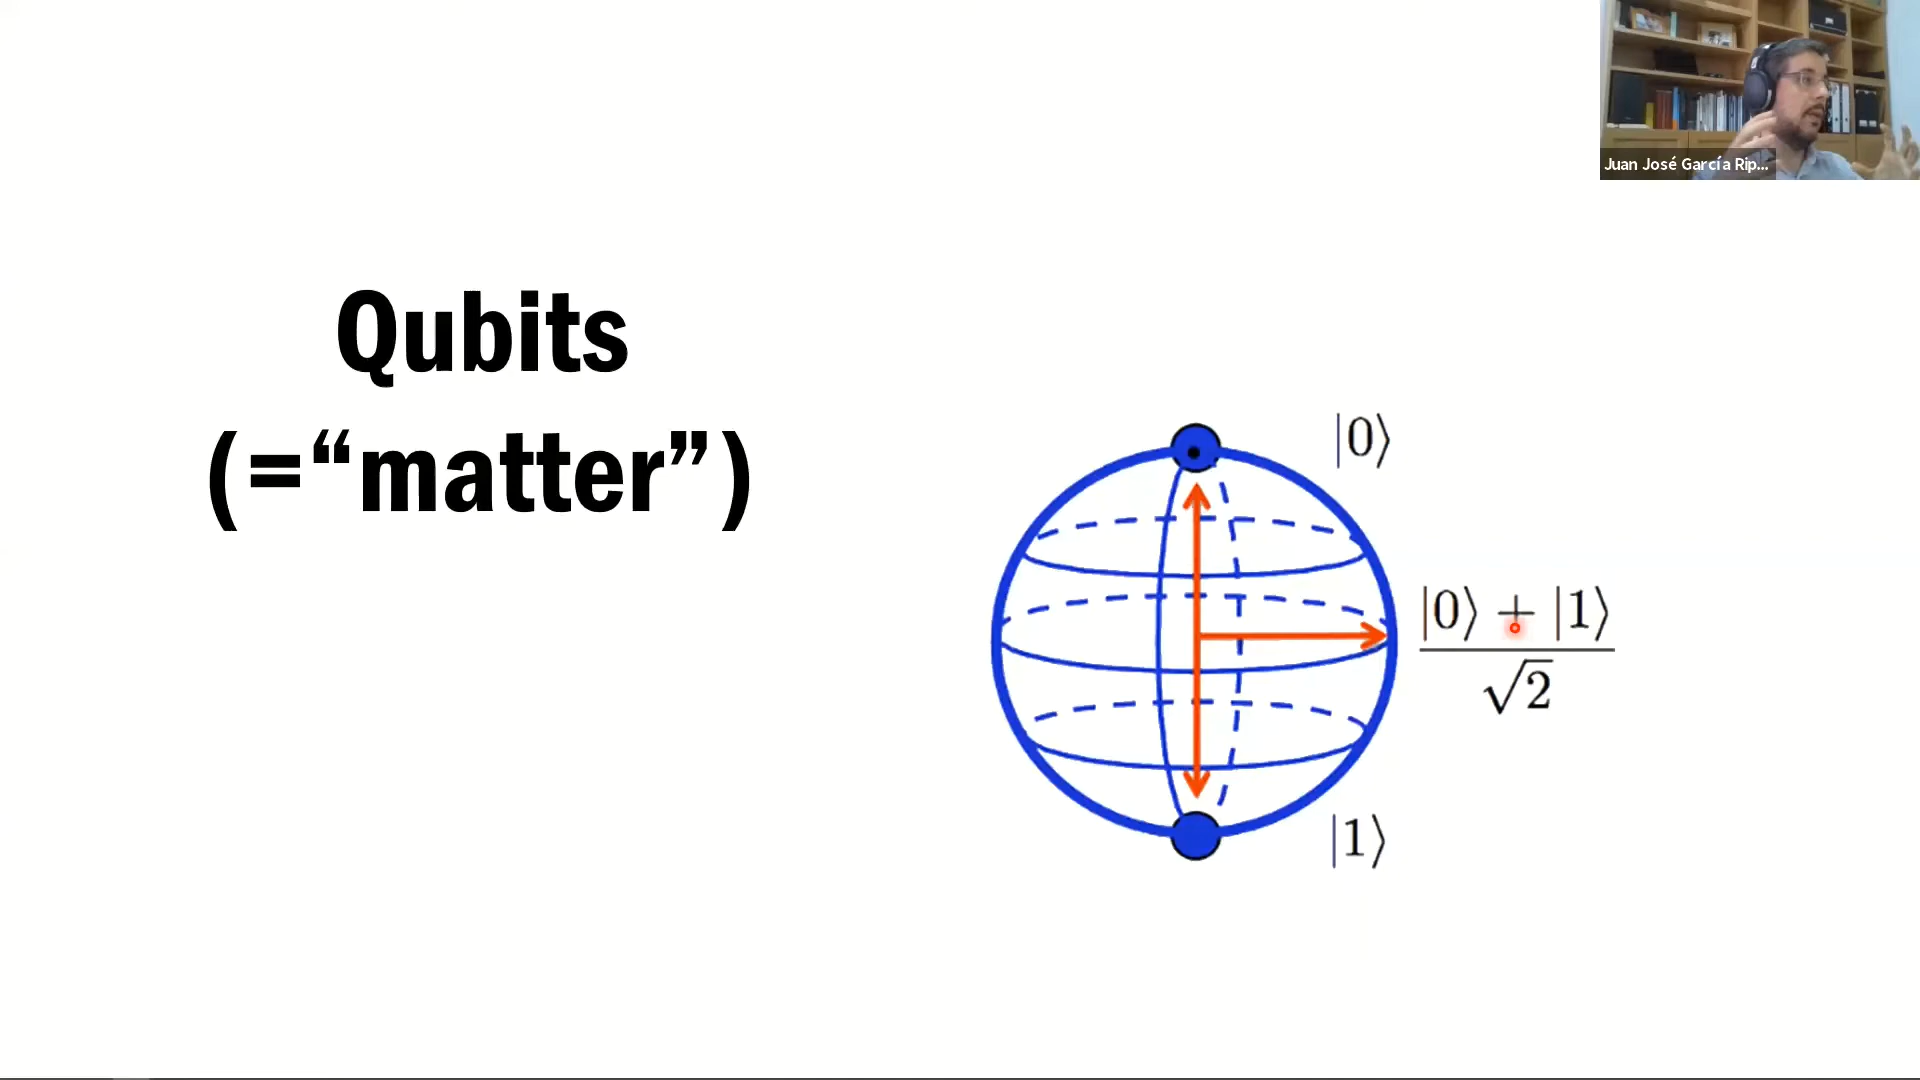 Juan José García Rip...
Qubits
(=“matter”)
|0⟩
|0⟩ + |1⟩
√2
|1⟩